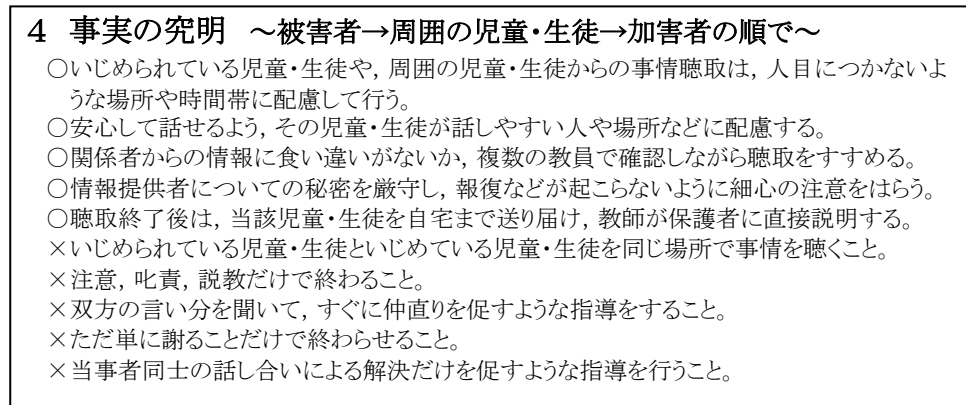 4 事実の究明 ～被害者→周囲の児童・生徒→加害者の順で～
○いじめられている児童・生徒や，周囲の児童・生徒からの事情聴取は，人目につかないよ
うな場所や時間帯に配慮して行う。
○安心して話せるよう，その児童・生徒が話しやすい人や場所などに配慮する。
○関係者からの情報に食い違いがないか，複数の教員で確認しながら聴取をすすめる。
○情報提供者についての秘密を厳守し，報復などが起こらないように細心の注意をはらう。
○聴取終了後は，当該児童・生徒を自宅まで送り届け，教師が保護者に直接説明する。
×いじめられている児童・生徒といじめている児童・生徒を同じ場所で事情を聴くこと。
×注意，叱責，説教だけで終わること。
×双方の言い分を聞いて，すぐに仲直りを促すような指導をすること。
×ただ単に謝ることだけで終わらせること。
×当事者同士の話し合いによる解決だけを促すような指導を行うこと。